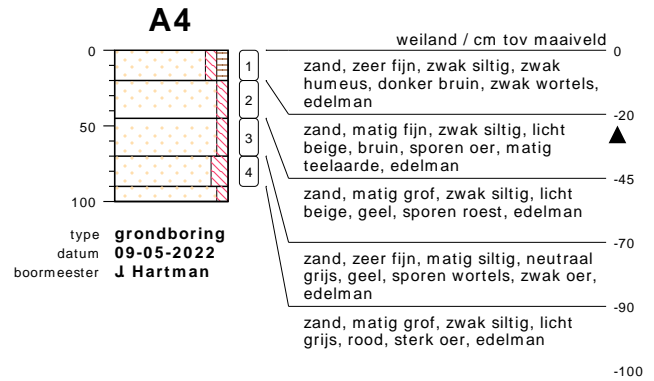 A4
weiland / cm tov maaiveld
0
0
1
zand, zeer fijn, zwak siltig, zwak
humeus, donker bruin, zwak wortels,
edelman
-20
2
zand, matig fijn, zwak siltig, licht
beige, bruin, sporen oer, matig
teelaarde, edelman
50
-45
3
zand, matig grof, zwak siltig, licht
beige, geel, sporen roest, edelman
4
-70
zand, zeer fijn, matig siltig, neutraal
grijs, geel, sporen wortels, zwak oer,
edelman
100
-90
zand, matig grof, zwak siltig, licht
grijs, rood, sterk oer, edelman
-100
type grondboring
datum 09-05-2022
boormeester J. Hartman